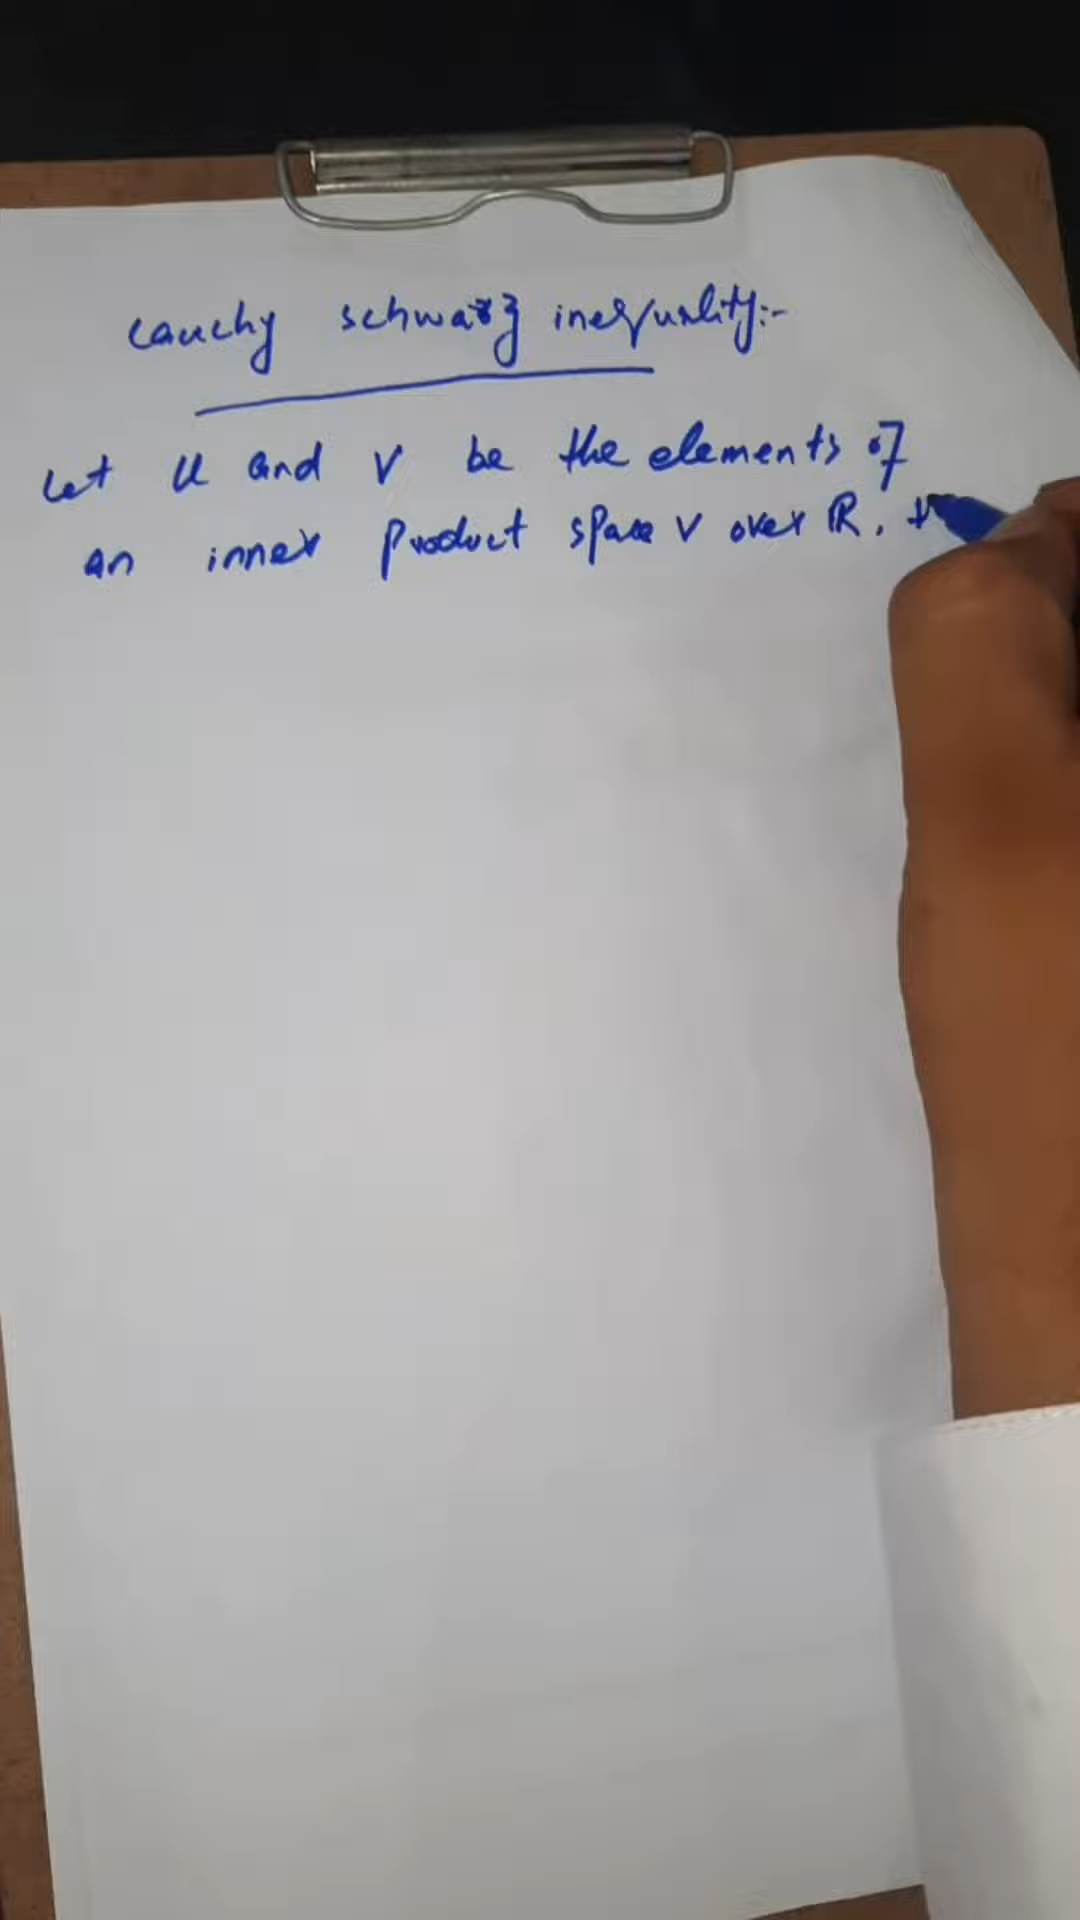 Cauchy schwarz inequality:-
Let u and v be the elements of
an inner product space V over R,